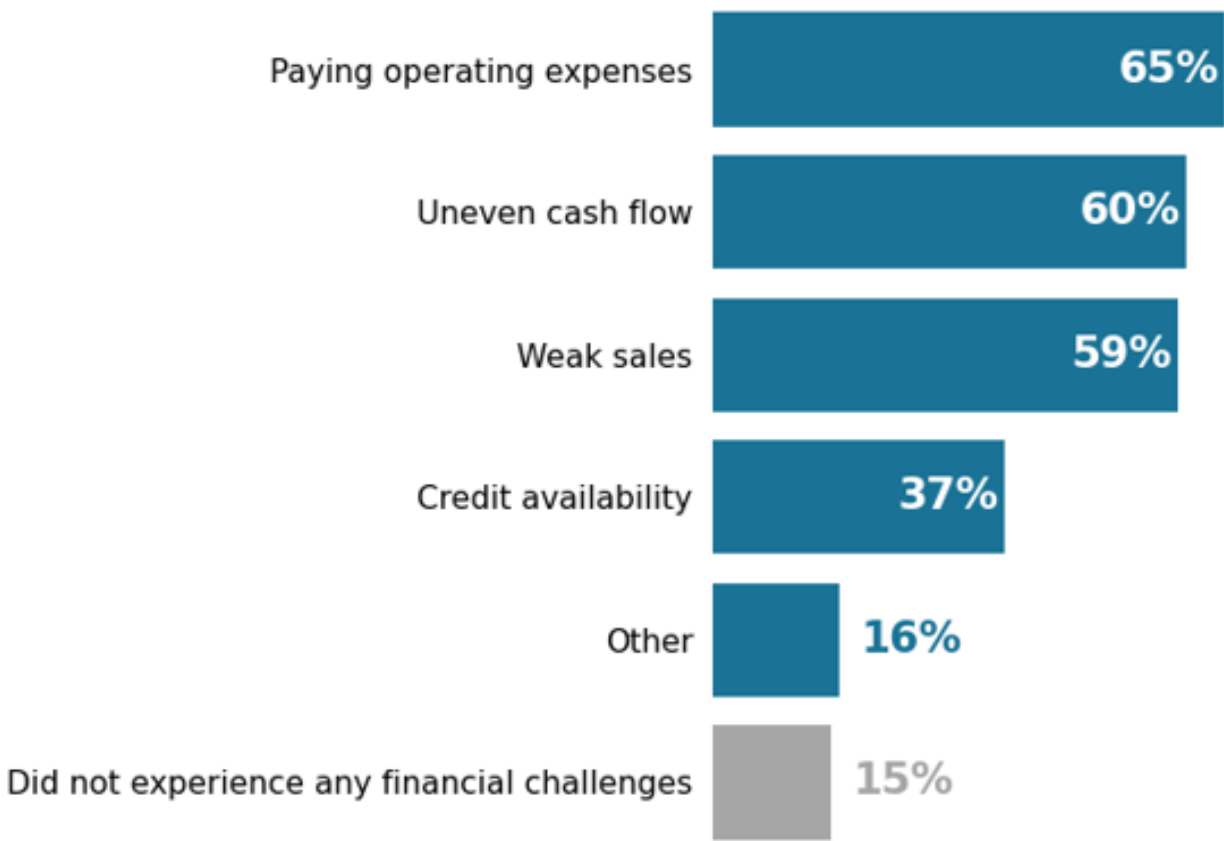 Paying operating expenses 65%
Uneven cash flow 60%
Weak sales 59%
Credit availability 37%
Other 16%
Did not experience any financial challenges 15%